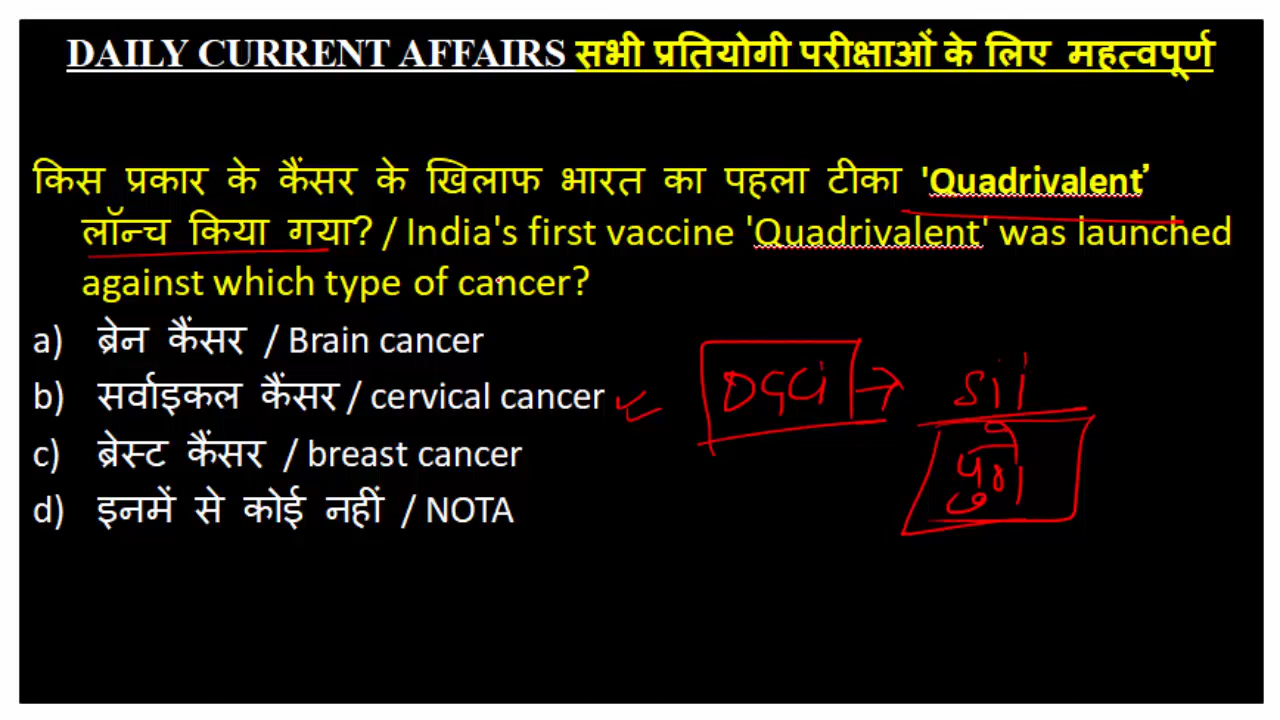 DAILY CURRENT AFFAIRS सभी प्रतियोगी परीक्षाओं के लिए महत्वपूर्ण
किस प्रकार के कैंसर के खिलाफ भारत का पहला टीका 'Quadrivalent’
लॉन्च किया गया? / India's first vaccine 'Quadrivalent' was launched
against which type of cancer?
a) ब्रेन कैंसर / Brain cancer
b) सर्वाइकल कैंसर / cervical cancer
c) ब्रेस्ट कैंसर / breast cancer
d) इनमें से कोई नहीं / NOTA
DGCi
Sii